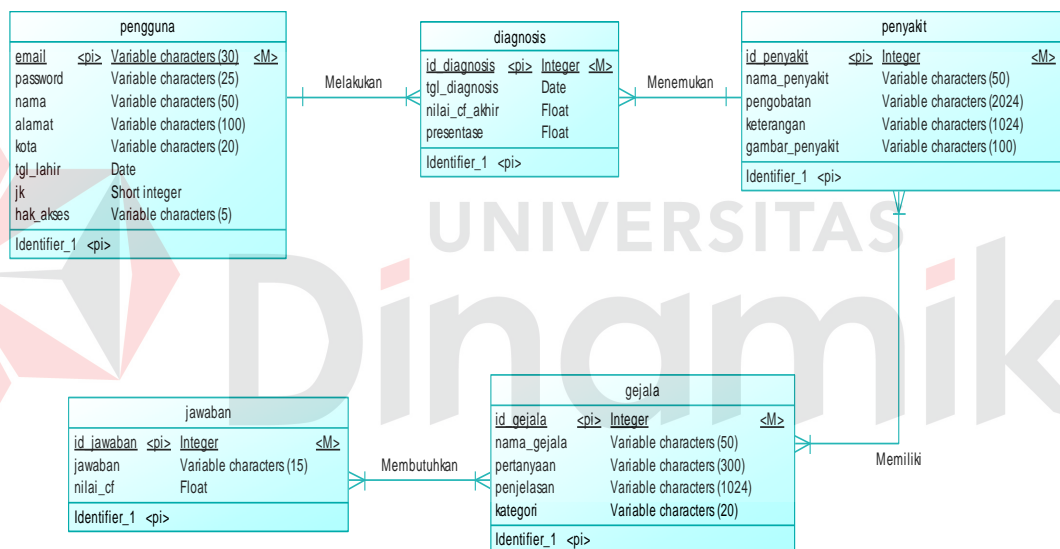 pengguna
email <pi> Variable characters (30) <M>
password Variable characters (25)
nama Variable characters (50)
alamat Variable characters (100)
kota Variable characters (20)
tgl_lahir Date
jk Short integer
hak_akses Variable characters (5)
Identifier_1 <pi>
Melakukan
diagnosis
id_diagnosis <pi> Integer <M>
tgl_diagnosis Date
nilai_cf_akhir Float
presentase Float
Identifier_1 <pi>
Menemukan
penyakit
id_penyakit <pi> Integer <M>
nama_penyakit Variable characters (50)
pengobatan Variable characters (2024)
keterangan Variable characters (1024)
gambar_penyakit Variable characters (100)
Identifier_1 <pi>
UNIVERSITAS
Dinamik
jawaban
id_jawaban <pi> Integer <M>
jawaban Variable characters (15)
nilai_cf Float
Identifier_1 <pi>
Membutuhkan
gejala
id_gejala <pi> Integer <M>
nama_gejala Variable characters (50)
pertanyaan Variable characters (300)
penjelasan Variable characters (1024)
kategori Variable characters (20)
Identifier_1 <pi>
Memiliki